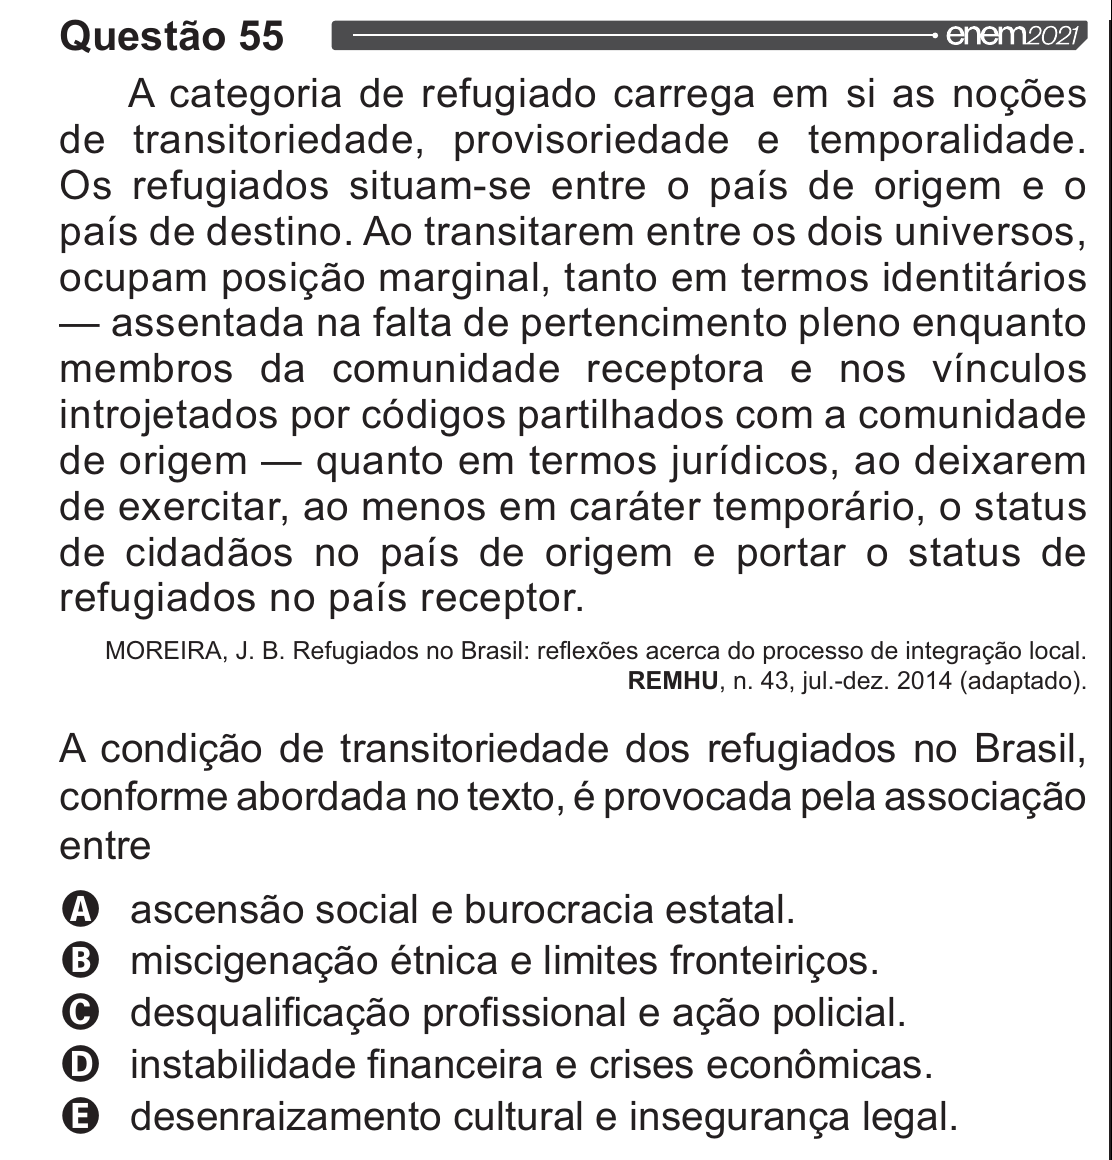 Questão 55
enem2021
A categoria de refugiado carrega em si as noções
de transitoriedade, provisoriedade e temporalidade.
Os refugiados situam-se entre o país de origem e o
país de destino. Ao transitarem entre os dois universos,
ocupam posição marginal, tanto em termos identitários
— assentada na falta de pertencimento pleno enquanto
membros da comunidade receptora e nos vínculos
introjetados por códigos partilhados com a comunidade
de origem — quanto em termos jurídicos, ao deixarem
de exercitar, ao menos em caráter temporário, o status
de cidadãos no país de origem e portar o status de
refugiados no país receptor.
MOREIRA, J. B. Refugiados no Brasil: reflexões acerca do processo de integração local.
REMHU, n. 43, jul.-dez. 2014 (adaptado).
A condição de transitoriedade dos refugiados no Brasil,
conforme abordada no texto, é provocada pela associação
entre
A ascensão social e burocracia estatal.
B miscigenação étnica e limites fronteiriços.
C desqualificação profissional e ação policial.
D instabilidade financeira e crises econômicas.
E desenraizamento cultural e insegurança legal.